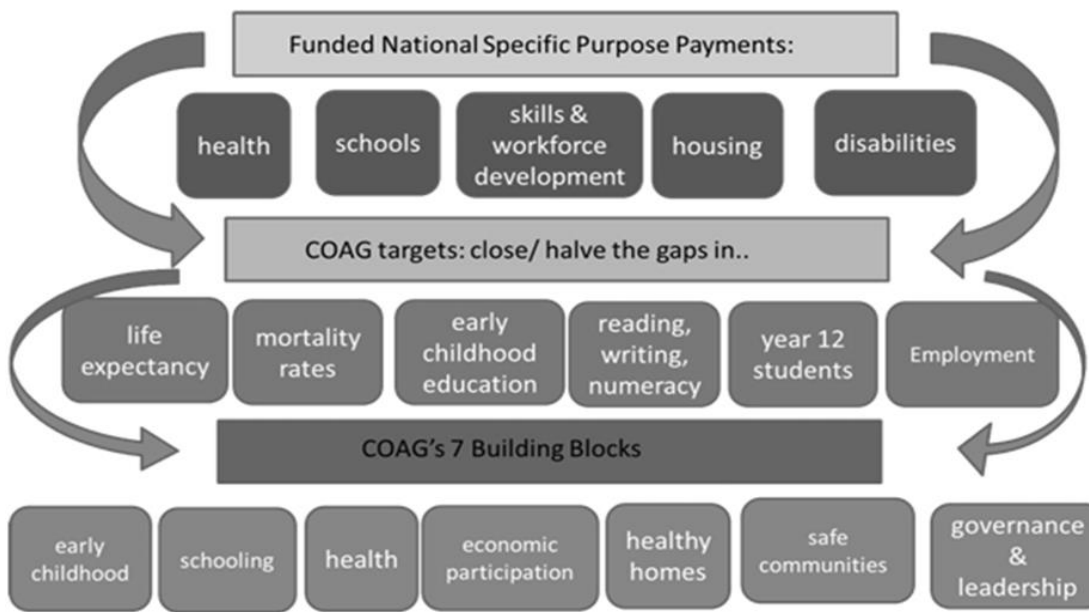 Funded National Specific Purpose Payments:
health
schools
skills &
workforce
development
housing
disabilities
COAG targets: close/ halve the gaps in..
life
expectancy
mortality
rates
early
childhood
education
reading,
writing,
numeracy
year 12
students
Employment
COAG's 7 Building Blocks
early
childhood
schooling
health
economic
participation
healthy
homes
safe
communities
governance
&
leadership